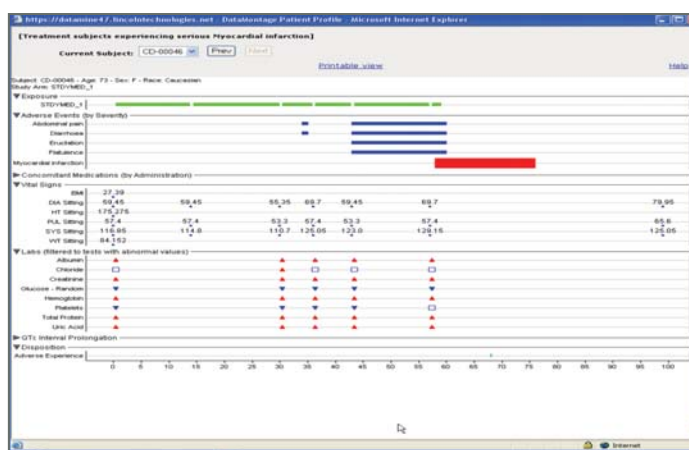 https://datamine47.lincolntechnologies.net - DataMontage Patient Profile - Microsoft Internet Explorer
[Treatment subjects experiencing serious Myocardial infarction]
Current Subject: CD-00046 Prev Next
Printable view Help
Subject: CD-00046 - Age: 73 - Sex: F - Race: Caucasian
Study Arm: STDYMED_1
Exposure
STDYMED_1
Adverse Events (by Severity)
Abdominal pain
Diarrhoea
Eructation
Flatulence
Myocardial infarction
Concomitant Medications (by Administration)
Vital Signs
BMI 27.39
DIA Sitting 59.45 59.45 55.35 69.7 59.45 69.7 79.95
HT Sitting 175.275
PUL Sitting 57.4 57.4 53.3 57.4 53.3 57.4 65.6
SYS Sitting 116.85 114.8 110.7 125.05 123.0 129.15 125.05
WT Sitting 84.152
Labs (filtered to tests with abnormal values)
Albumin
Chloride
Creatinine
Glucose - Random
Hemoglobin
Platelets
Total Protein
Uric Acid
QTc Interval Prolongation
Disposition
Adverse Experience
0 5 10 15 20 25 30 35 40 45 50 55 60 65 70 75 80 85 90 95 100
Internet